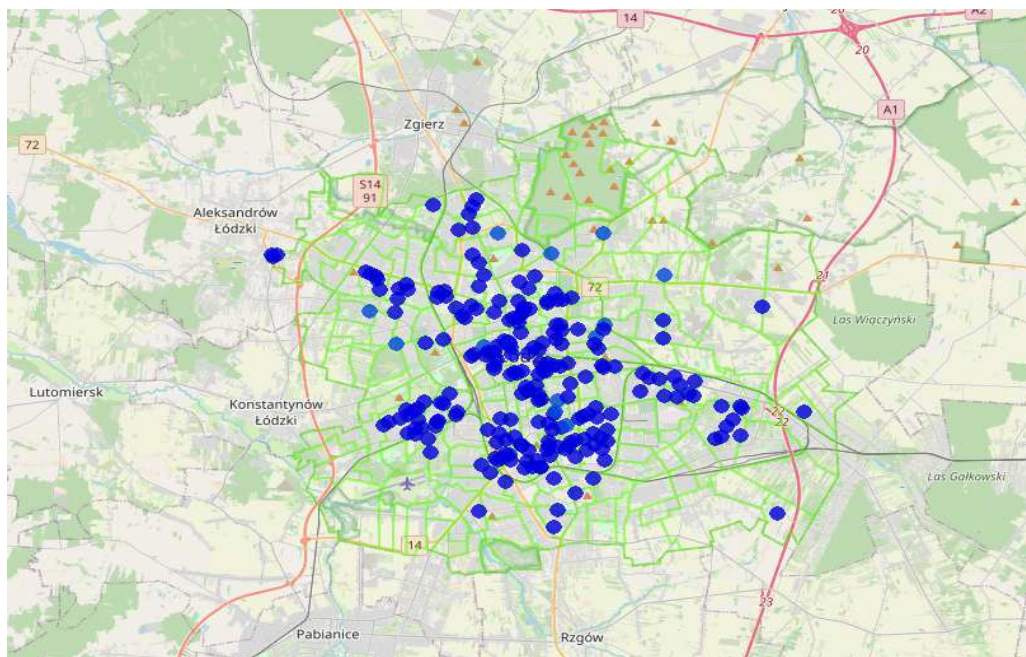 20
A2
14
20
A1
Zgierz
72
S14
91
Aleksandrów
Łódzki
21
72
Las Wiączyński
Lutomiersk
Konstantynów
Łódzki
22
22
Las Gałkowski
14
23
Pabianice
Rzgów